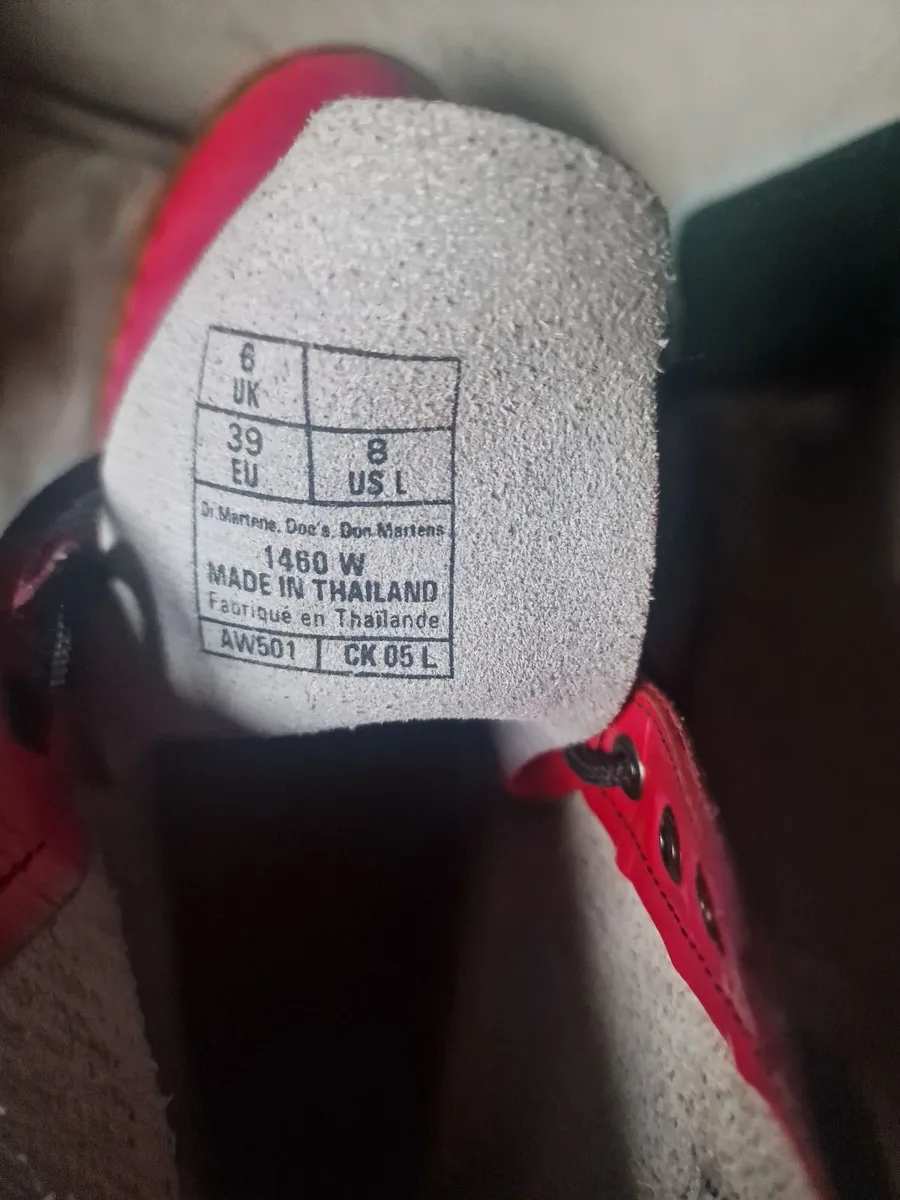 6
UK
39
EU
8
US L
Dr.Martens, Doc's, Don Martens
1460 W
MADE IN THAILAND
Fabriqué en Thaïlande
AW501
CK 05 L